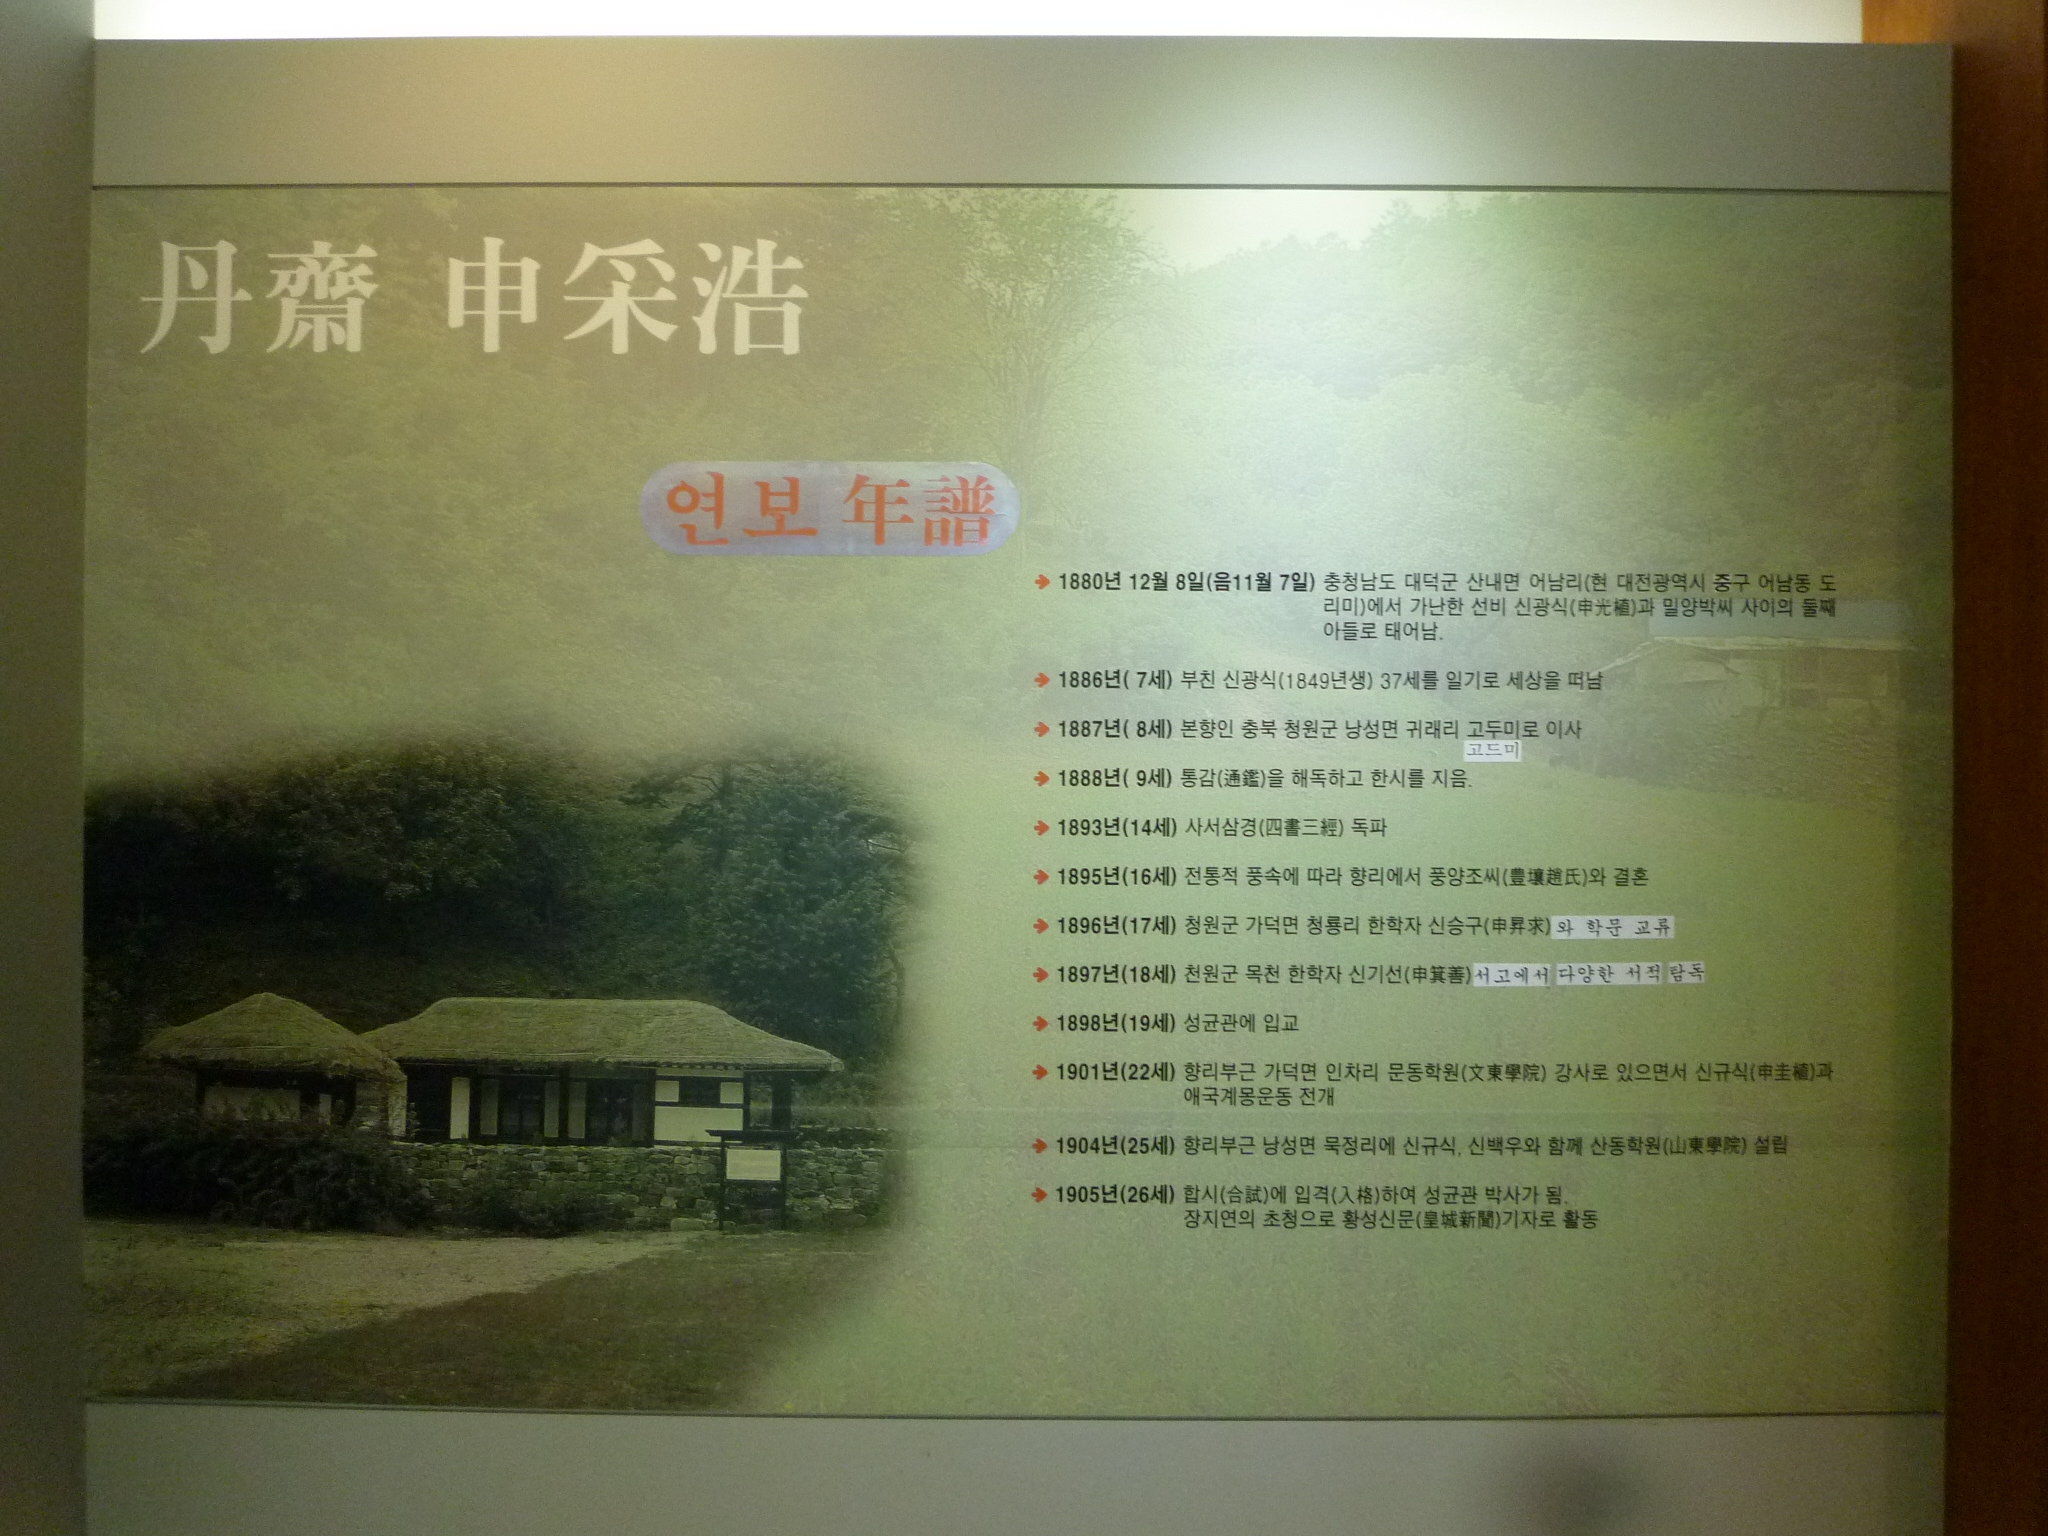 丹齋 申采浩
연보 年譜
1880년 12월 8일(음11월 7일) 충청남도 대덕군 산내면 어남리(현 대전광역시 중구 어남동 도
리미)에서 가난한 선비 신광식(申光植)과 밀양박씨 사이의 둘째
아들로 태어남.
1886년( 7세) 부친 신광식(1849년생) 37세를 일기로 세상을 떠남
1887년( 8세) 본향인 충북 청원군 낭성면 귀래리 고두미로 이사
고드미
1888년( 9세) 통감(通鑑)을 해독하고 한시를 지음.
1893년(14세) 사서삼경(四書三經) 독파
1895년(16세) 전통적 풍속에 따라 향리에서 풍양조씨(豊壤趙氏)와 결혼
1896년(17세) 청원군 가덕면 청룡리 한학자 신승구(申昇求)와 학문 교류
1897년(18세) 천원군 목천 한학자 신기선(申箕善)서고에서 다양한 서적 탐독
1898년(19세) 성균관에 입교
1901년(22세) 향리부근 가덕면 인차리 문동학원(文東學院) 강사로 있으면서 신규식(申圭植)과
애국계몽운동 전개
1904년(25세) 향리부근 낭성면 묵정리에 신규식, 신백우와 함께 산동학원(山東學院) 설립
1905년(26세) 합시(合試)에 입격(入格)하여 성균관 박사가 됨.
장지연의 초청으로 황성신문(皇城新聞)기자로 활동